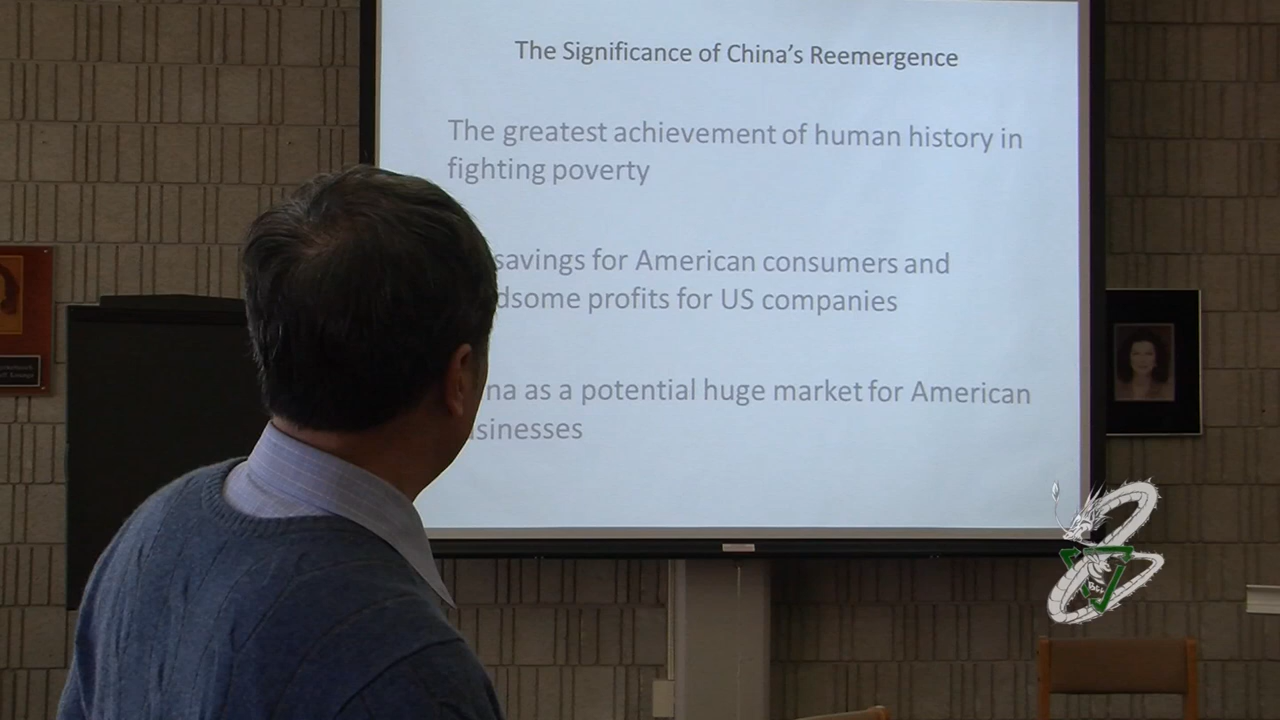 The Significance of China's Reemergence
The greatest achievement of human history in
fighting poverty
savings for American consumers and
dsome profits for US companies
na as a potential huge market for American
sinesses